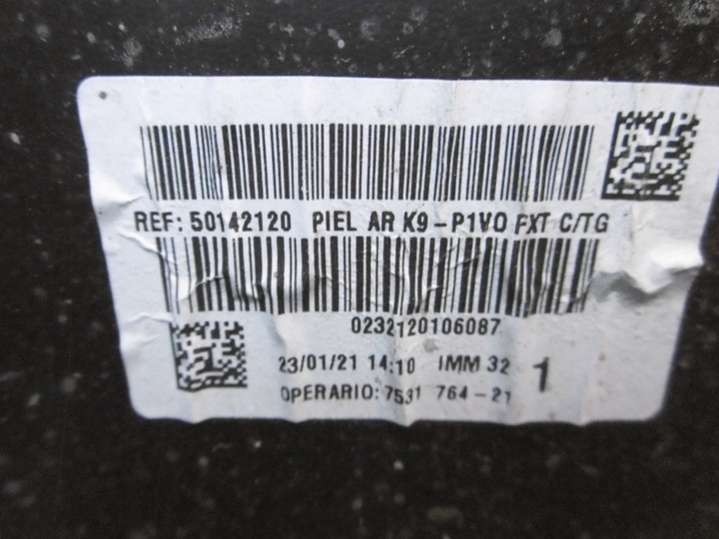 REF: 50142120 PIEL AR K9-P1VO FXT C/TG
0232120106087
23/01/21 14:10 IMM 32 1
OPERARIO: 7531 764-21